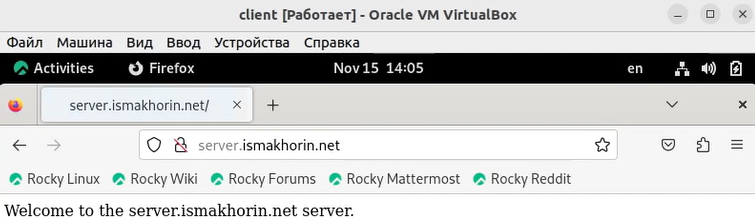 client [Работает] - Oracle VM VirtualBox
Файл Машина Вид Ввод Устройства Справка
Activities Firefox Nov 15 14:05 en
server.ismakhorin.net/
server.ismakhorin.net
Rocky Linux Rocky Wiki Rocky Forums Rocky Mattermost Rocky Reddit
Welcome to the server.ismakhorin.net server.